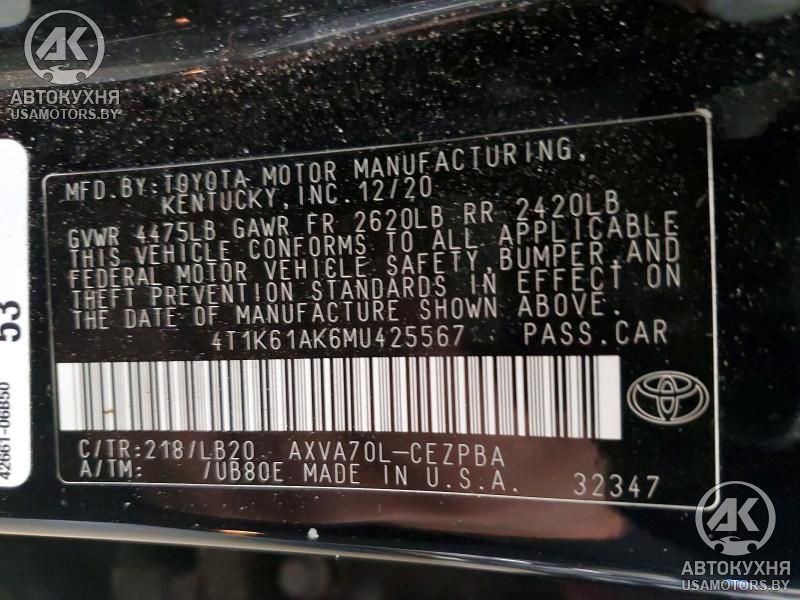 AK
АВТОКУХНЯ
USAMOTORS.BY
MFD.BY:TOYOTA MOTOR MANUFACTURING,
KENTUCKY, INC. 12/20
GVWR 4475LB GAWR FR 2620LB RR 2420LB
THIS VEHICLE CONFORMS TO ALL APPLICABLE
FEDERAL MOTOR VEHICLE SAFETY, BUMPER, AND
THEFT PREVENTION STANDARDS IN EFFECT ON
THE DATE OF MANUFACTURE SHOWN ABOVE.
4T1K61AK6MU425567 PASS.CAR
C/TR:218/LB20 AXVA70L-CEZPBA
A/TM: /UB80E MADE IN U.S.A.
32347
53
42661-06B50
AK
АВТОКУХНЯ
USAMOTORS.BY